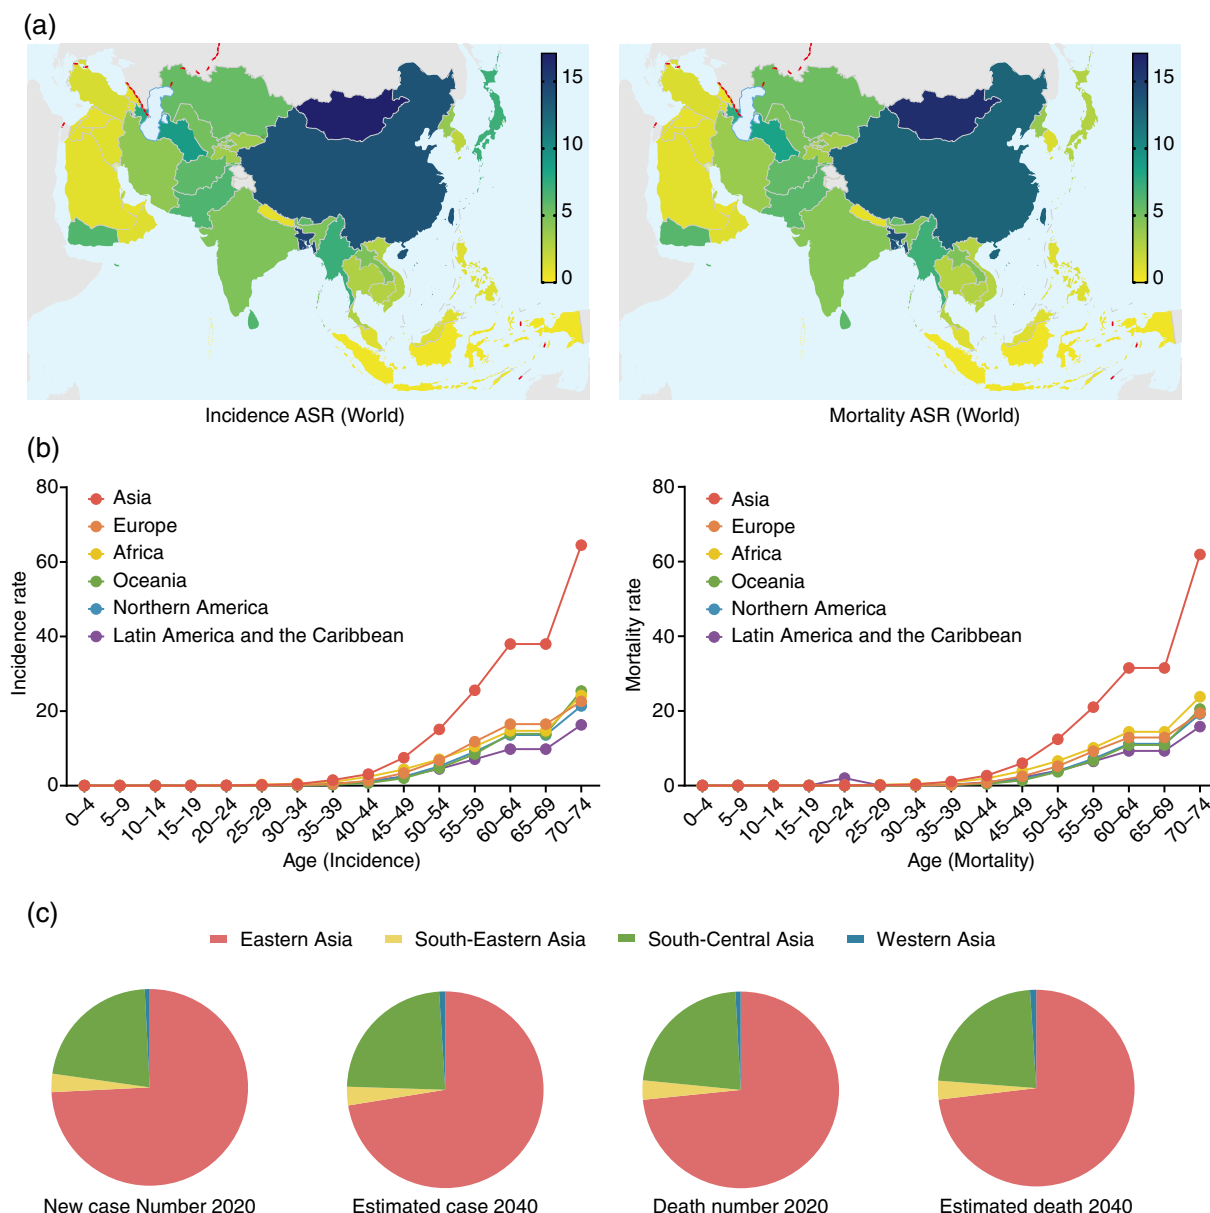 (a)
15
10
5
0
Incidence ASR (World)
15
10
5
0
Mortality ASR (World)
(b)
80
60
40
20
0
Incidence rate
Asia
Europe
Africa
Oceania
Northern America
Latin America and the Caribbean
0–4
5–9
10–14
15–19
20–24
25–29
30–34
35–39
40–44
45–49
50–54
55–59
60–64
65–69
70–74
Age (Incidence)
80
60
40
20
0
Mortality rate
Asia
Europe
Africa
Oceania
Northern America
Latin America and the Caribbean
0–4
5–9
10–14
15–19
20–24
25–29
30–34
35–39
40–44
45–49
50–54
55–59
60–64
65–69
70–74
Age (Mortality)
(c)
Eastern Asia South-Eastern Asia South-Central Asia Western Asia
New case Number 2020
Estimated case 2040
Death number 2020
Estimated death 2040